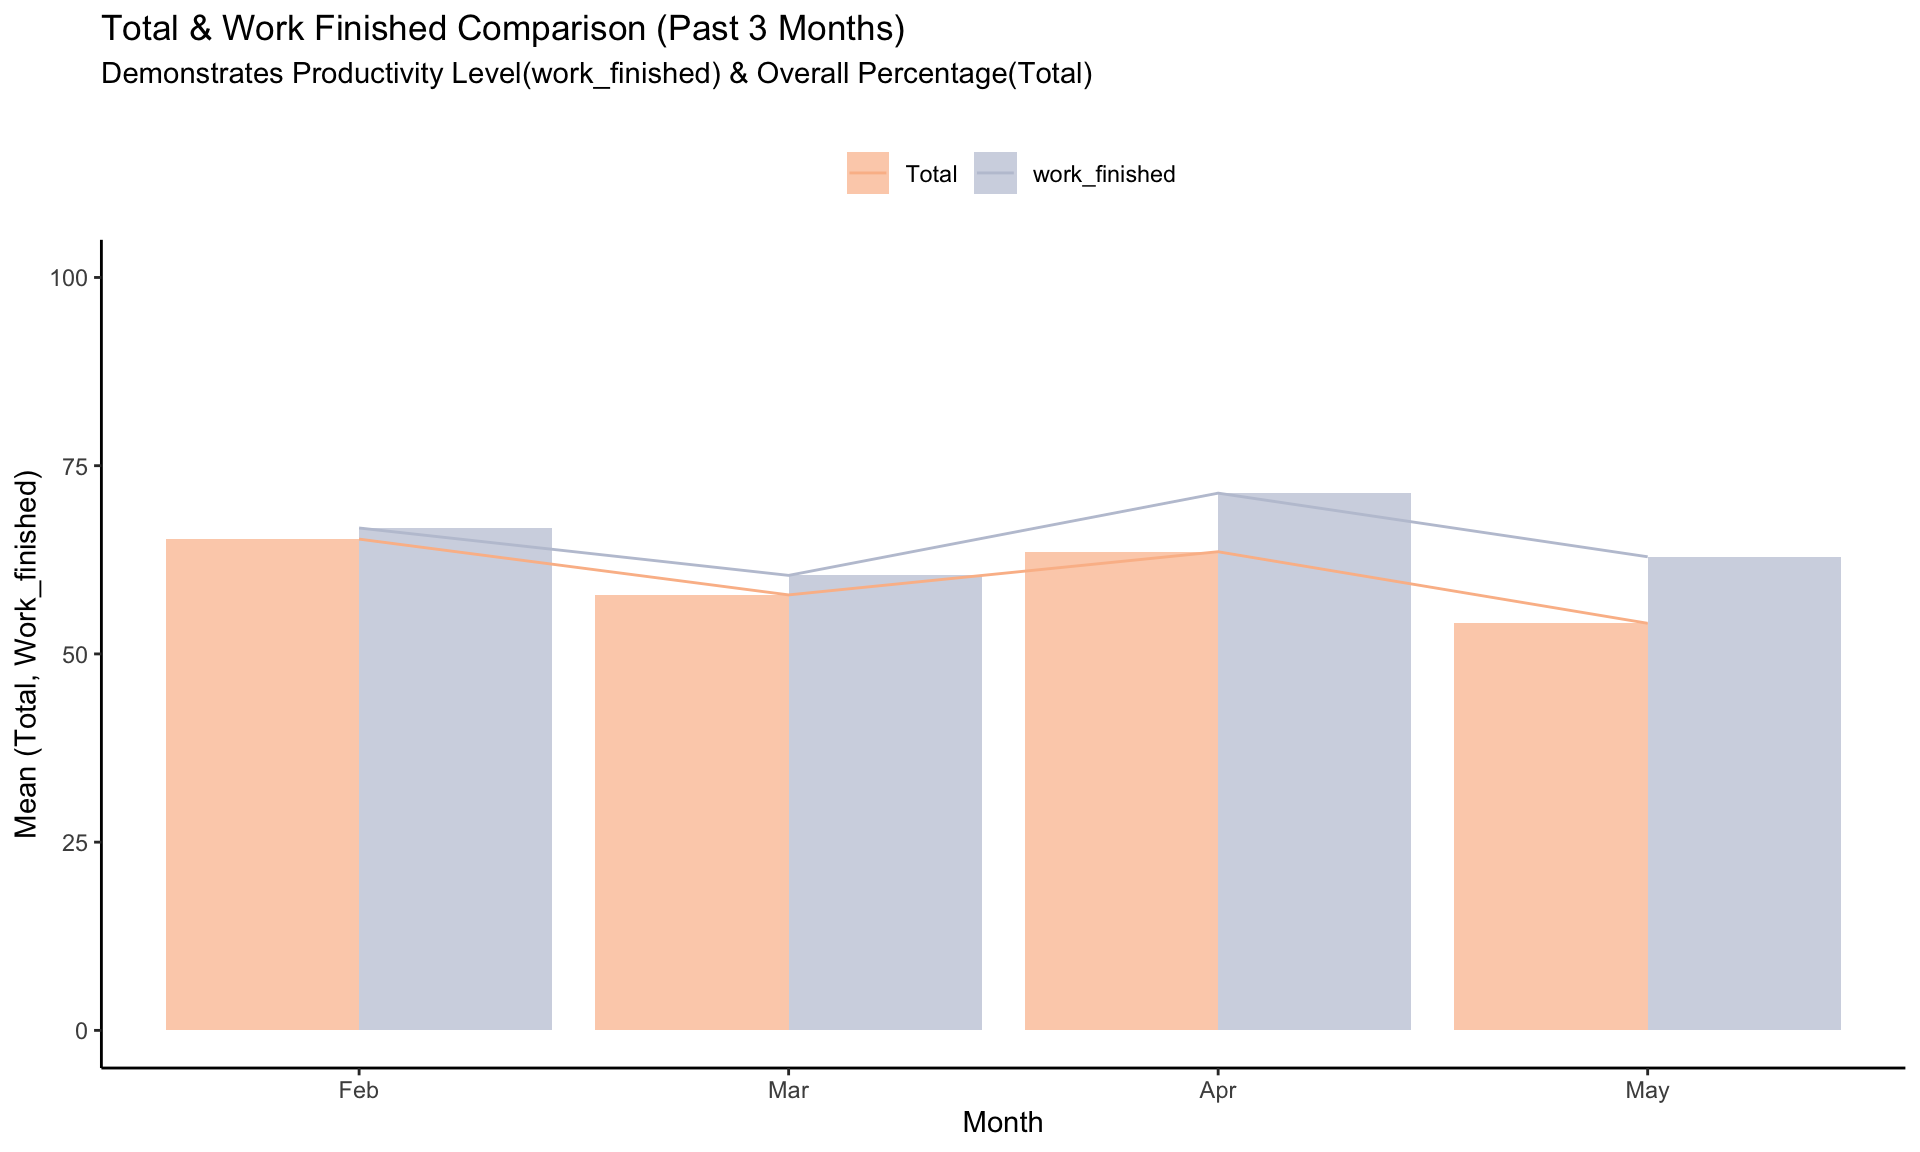 Total & Work Finished Comparison (Past 3 Months)
Demonstrates Productivity Level(work_finished) & Overall Percentage(Total)
Total
work_finished
Mean (Total, Work_finished)
100
75
50
25
0
Feb
Mar
Apr
May
Month